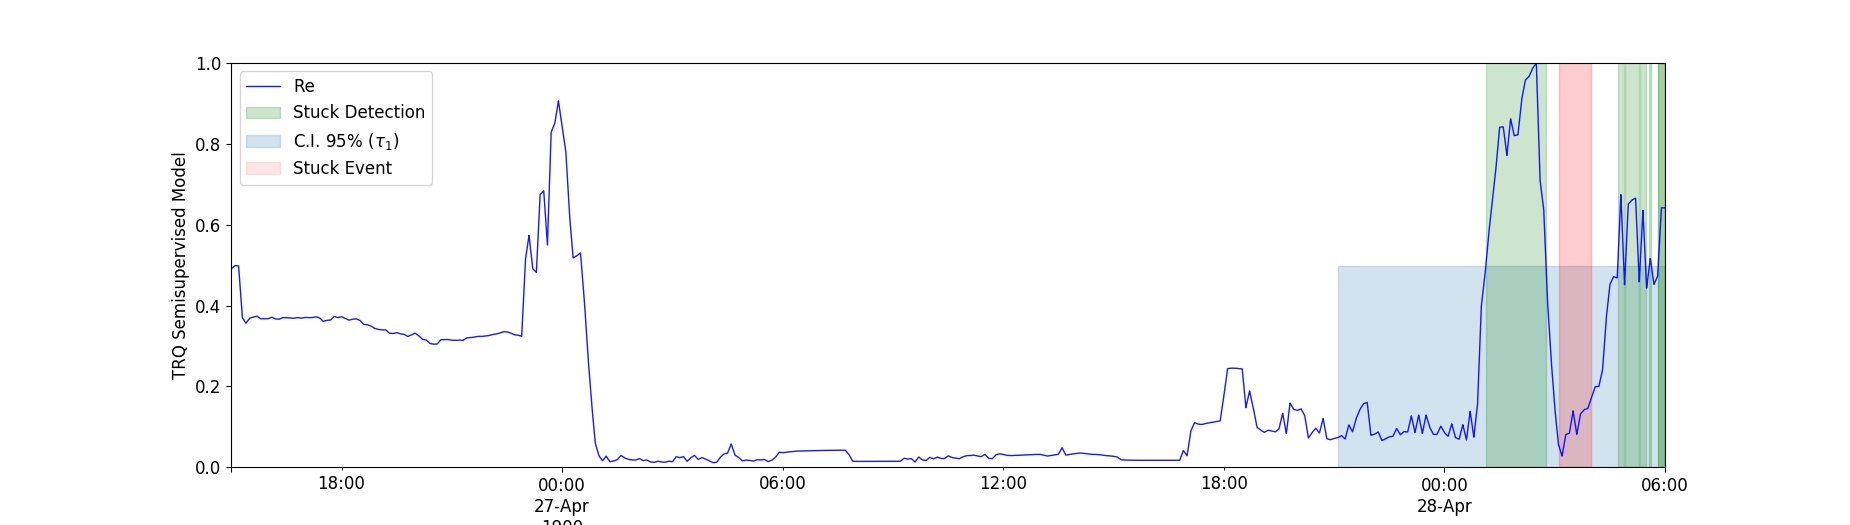 TRQ Semisupervised Model
1.0
0.8
0.6
0.4
0.2
0.0
Re
Stuck Detection
C.I. 95% (τ₁)
Stuck Event
18:00
00:00
27-Apr
1900
06:00
12:00
18:00
00:00
28-Apr
06:00